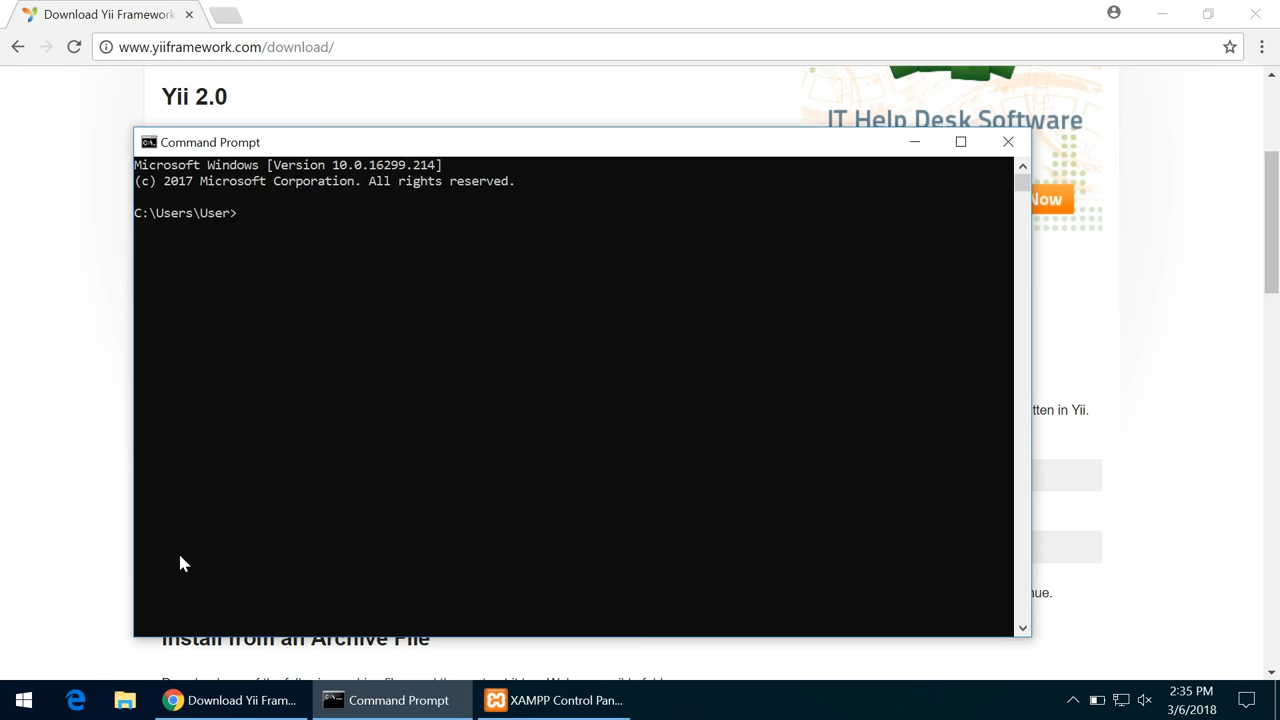 Download Yii Framework
www.yiiframework.com/download/
Yii 2.0
IT Help Desk Software
Now
Command Prompt
Microsoft Windows [Version 10.0.16299.214]
(c) 2017 Microsoft Corporation. All rights reserved.
C:\Users\User>
tten in Yii.
nue.
Install from an Archive File
Download Yii Fram...
Command Prompt
XAMPP Control Pan...
2:35 PM
3/6/2018